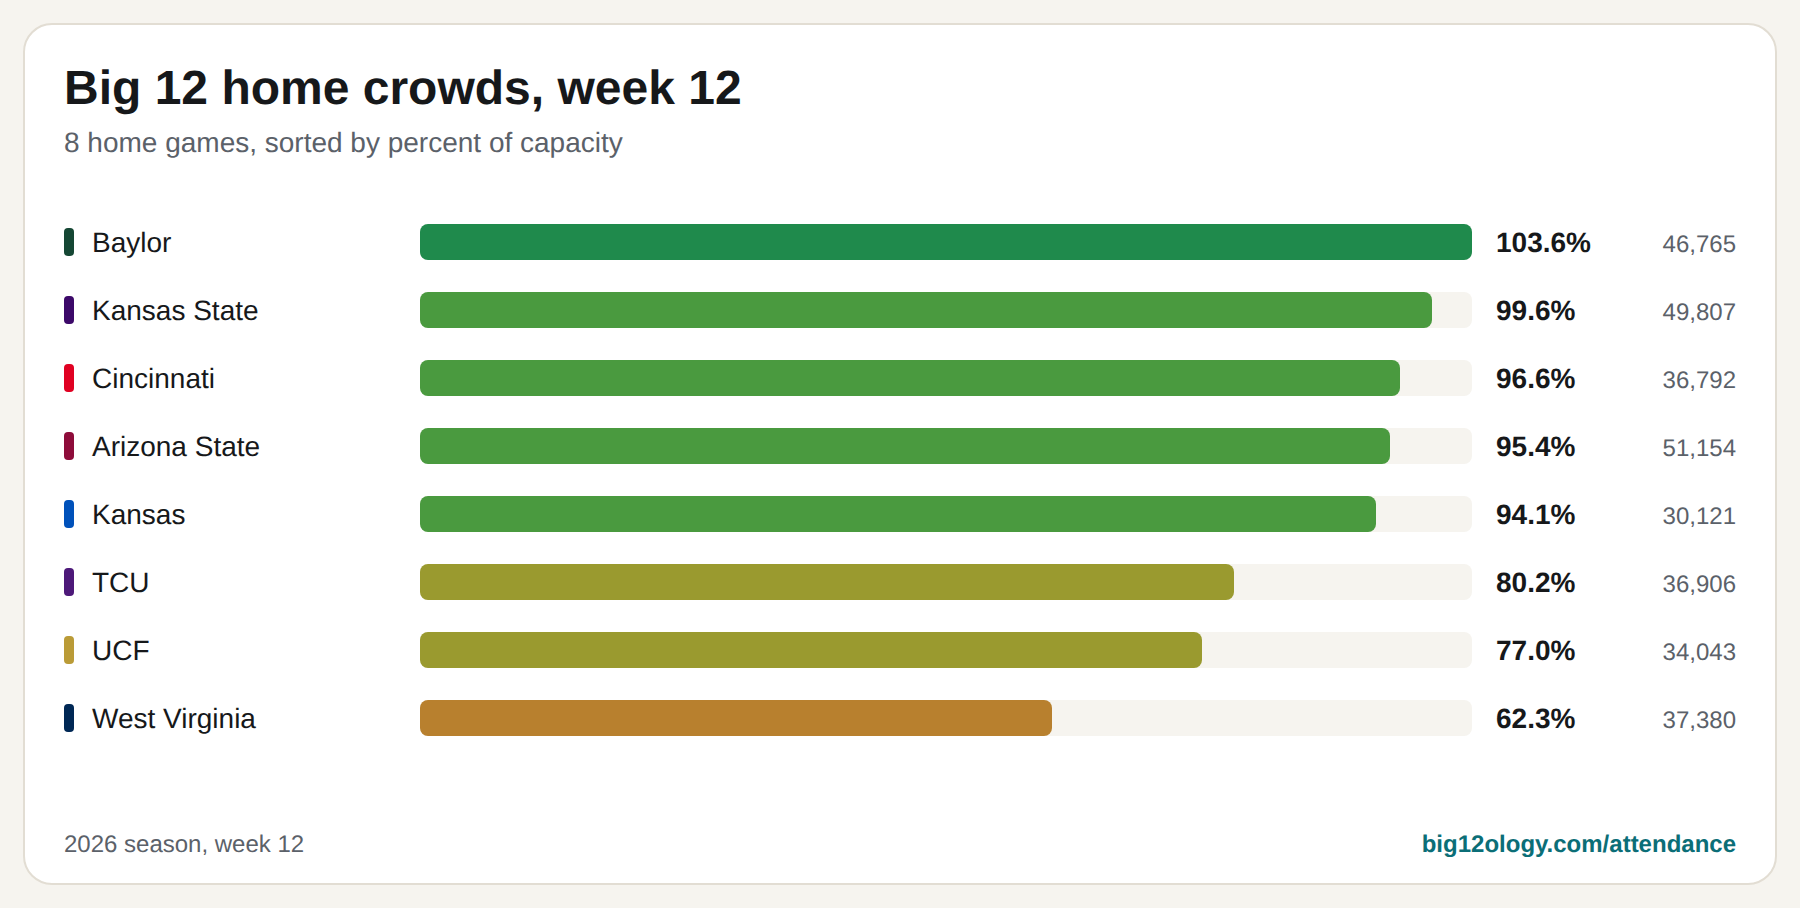 Big 12 home crowds, week 12
8 home games, sorted by percent of capacity
Baylor 103.6% 46,765
Kansas State 99.6% 49,807
Cincinnati 96.6% 36,792
Arizona State 95.4% 51,154
Kansas 94.1% 30,121
TCU 80.2% 36,906
UCF 77.0% 34,043
West Virginia 62.3% 37,380
2026 season, week 12 big12ology.com/attendance